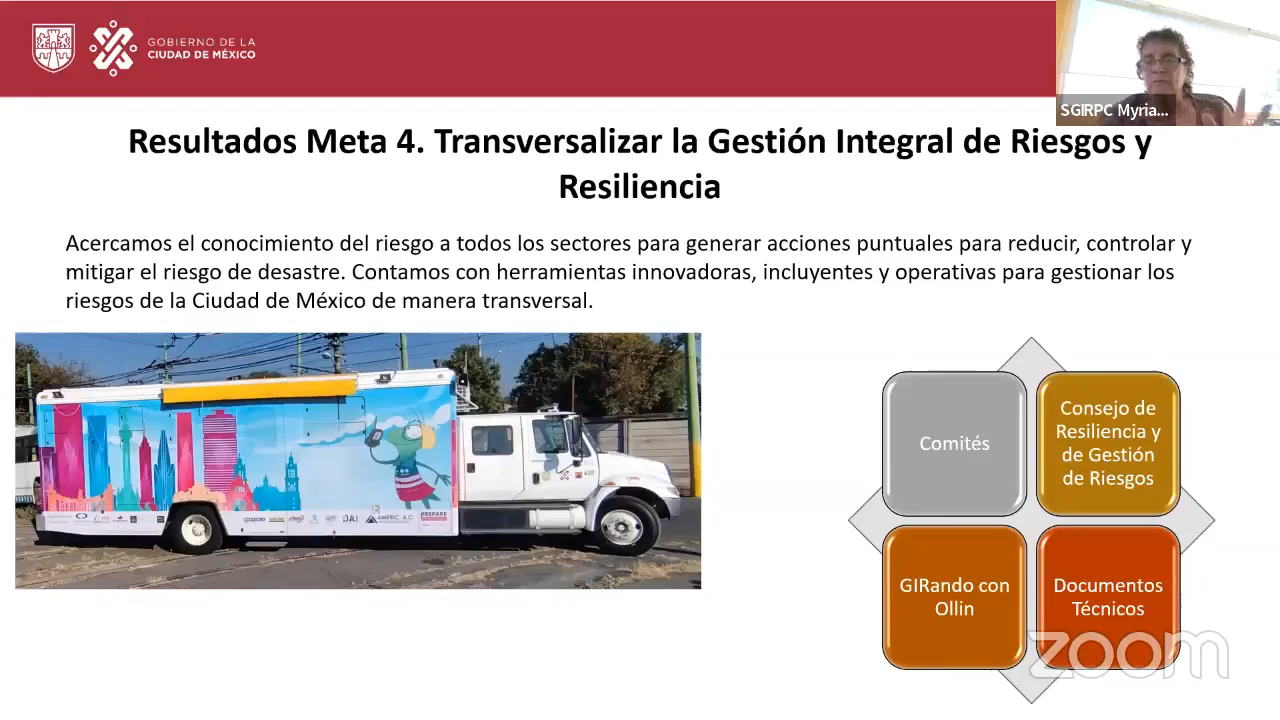 GOBIERNO DE LA
CIUDAD DE MÉXICO
SGIRPC Myria...
Resultados Meta 4. Transversalizar la Gestión Integral de Riesgos y
Resiliencia
Acercamos el conocimiento del riesgo a todos los sectores para generar acciones puntuales para reducir, controlar y
mitigar el riesgo de desastre. Contamos con herramientas innovadoras, incluyentes y operativas para gestionar los
riesgos de la Ciudad de México de manera transversal.
DAI
AMERIC, A.C
Comités
Consejo de
Resiliencia y
de Gestión
de Riesgos
GIRando con
Ollin
Documentos
Técnicos
zoom